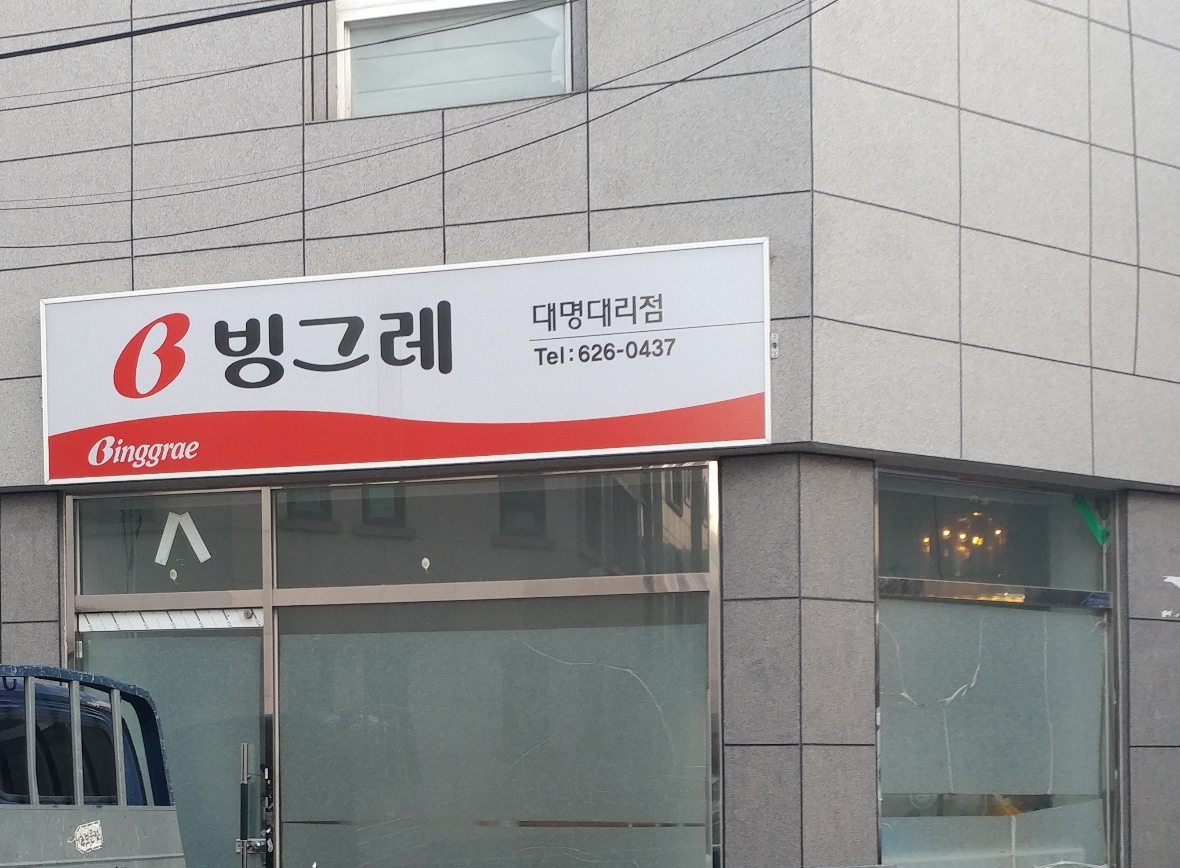 B 빙그레
대명대리점
Tel:626-0437
Binggrae